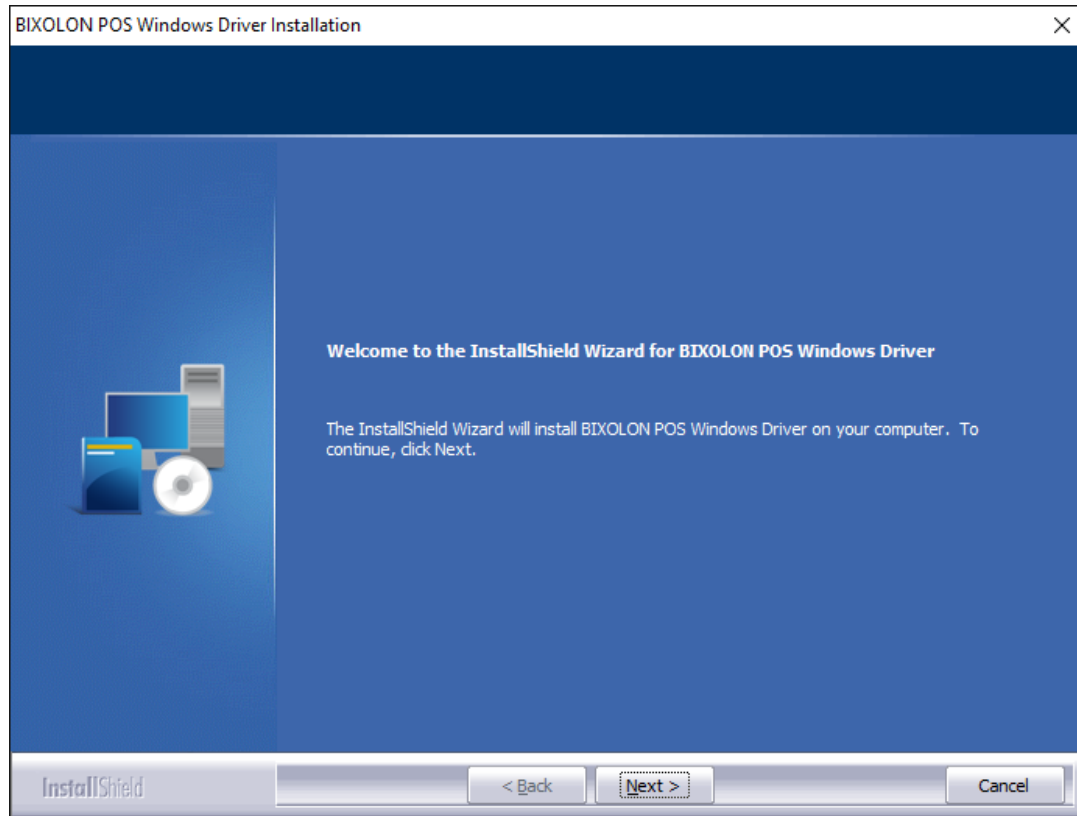 BIXOLON POS Windows Driver Installation
Welcome to the InstallShield Wizard for BIXOLON POS Windows Driver
The InstallShield Wizard will install BIXOLON POS Windows Driver on your computer. To
continue, click Next.
InstallShield
< Back
Next >
Cancel